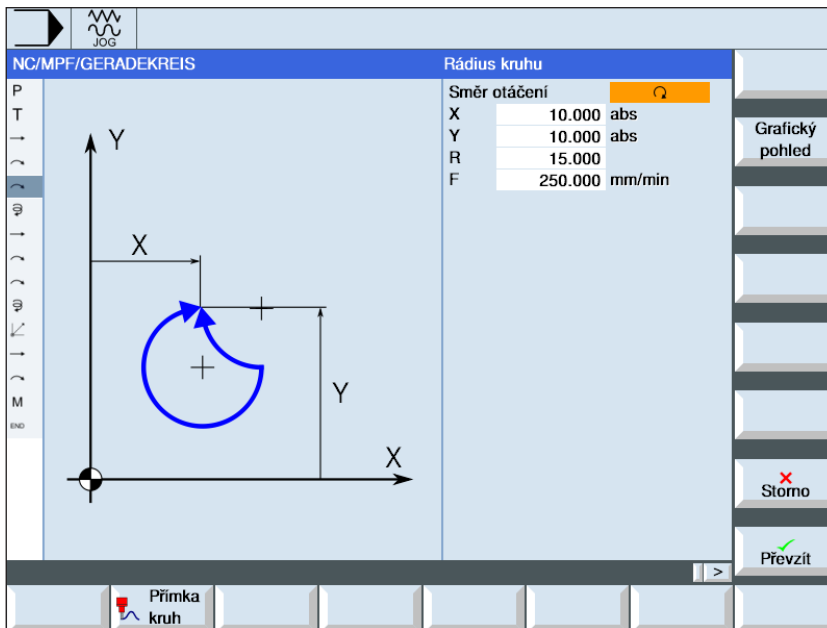 JOG
NC/MPF/GERADEKREIS
Rádius kruhu
P
T
M
END
Y
X
Y
X
Směr otáčení
X 10.000 abs
Y 10.000 abs
R 15.000
F 250.000 mm/min
Grafický
pohled
Storno
Převzít
>
Přímka
kruh